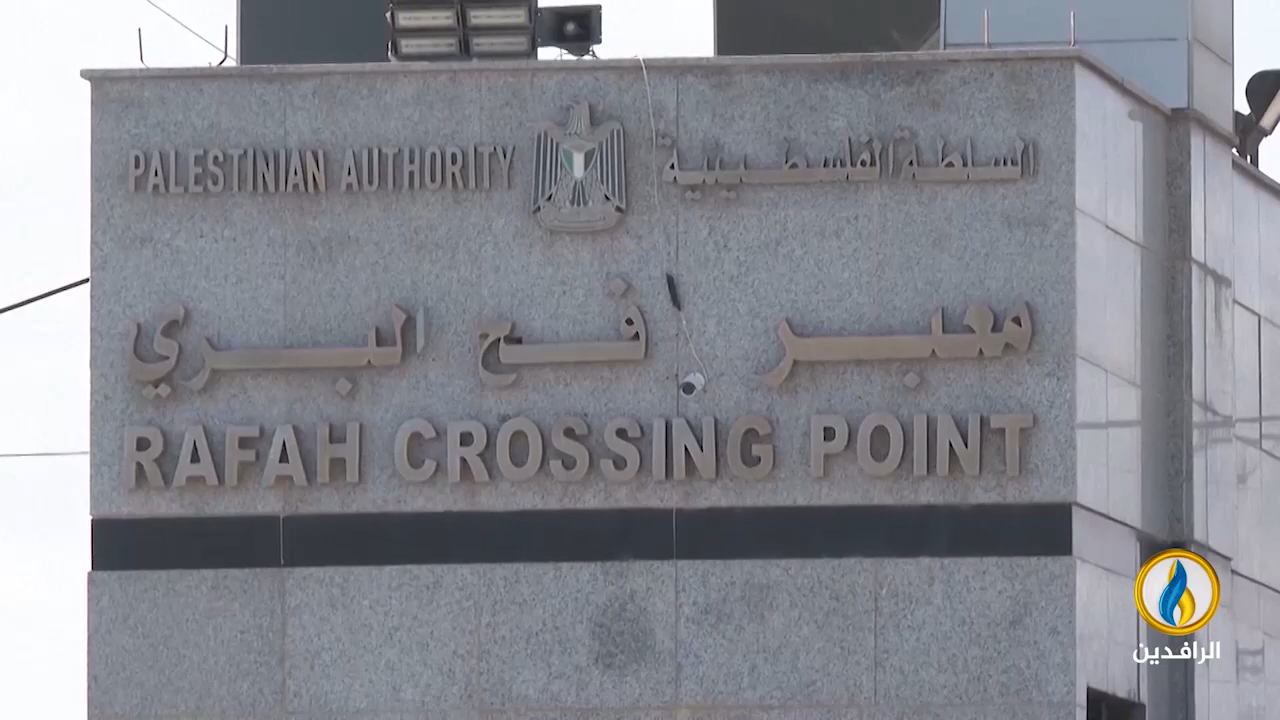 PALESTINIAN AUTHORITY السلطة الفلسطينية
معبر رفح البري
RAFAH CROSSING POINT
الرافدين